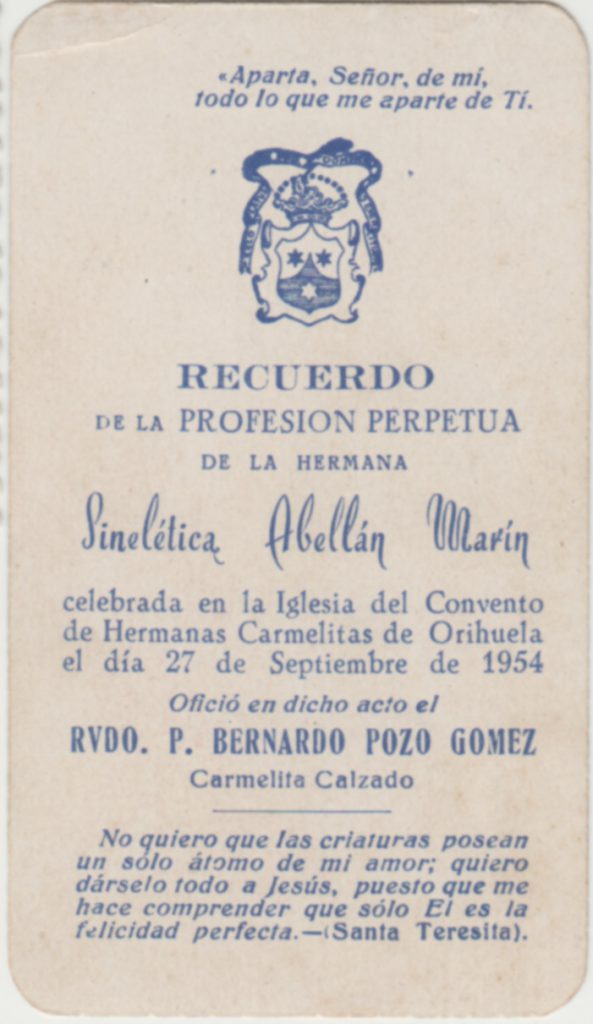 «Aparta, Señor, de mí,
todo lo que me aparte de Tí.
RECUERDO
DE LA PROFESION PERPETUA
DE LA HERMANA
Sinelética Abellán Marín
celebrada en la Iglesia del Convento
de Hermanas Carmelitas de Orihuela
el día 27 de Septiembre de 1954
Ofició en dicho acto el
RVDO. P. BERNARDO POZO GOMEZ
Carmelita Calzado
No quiero que las criaturas posean
un sólo átomo de mi amor; quiero
dárselo todo a Jesús, puesto que me
hace comprender que sólo El es la
felicidad perfecta.—(Santa Teresita).